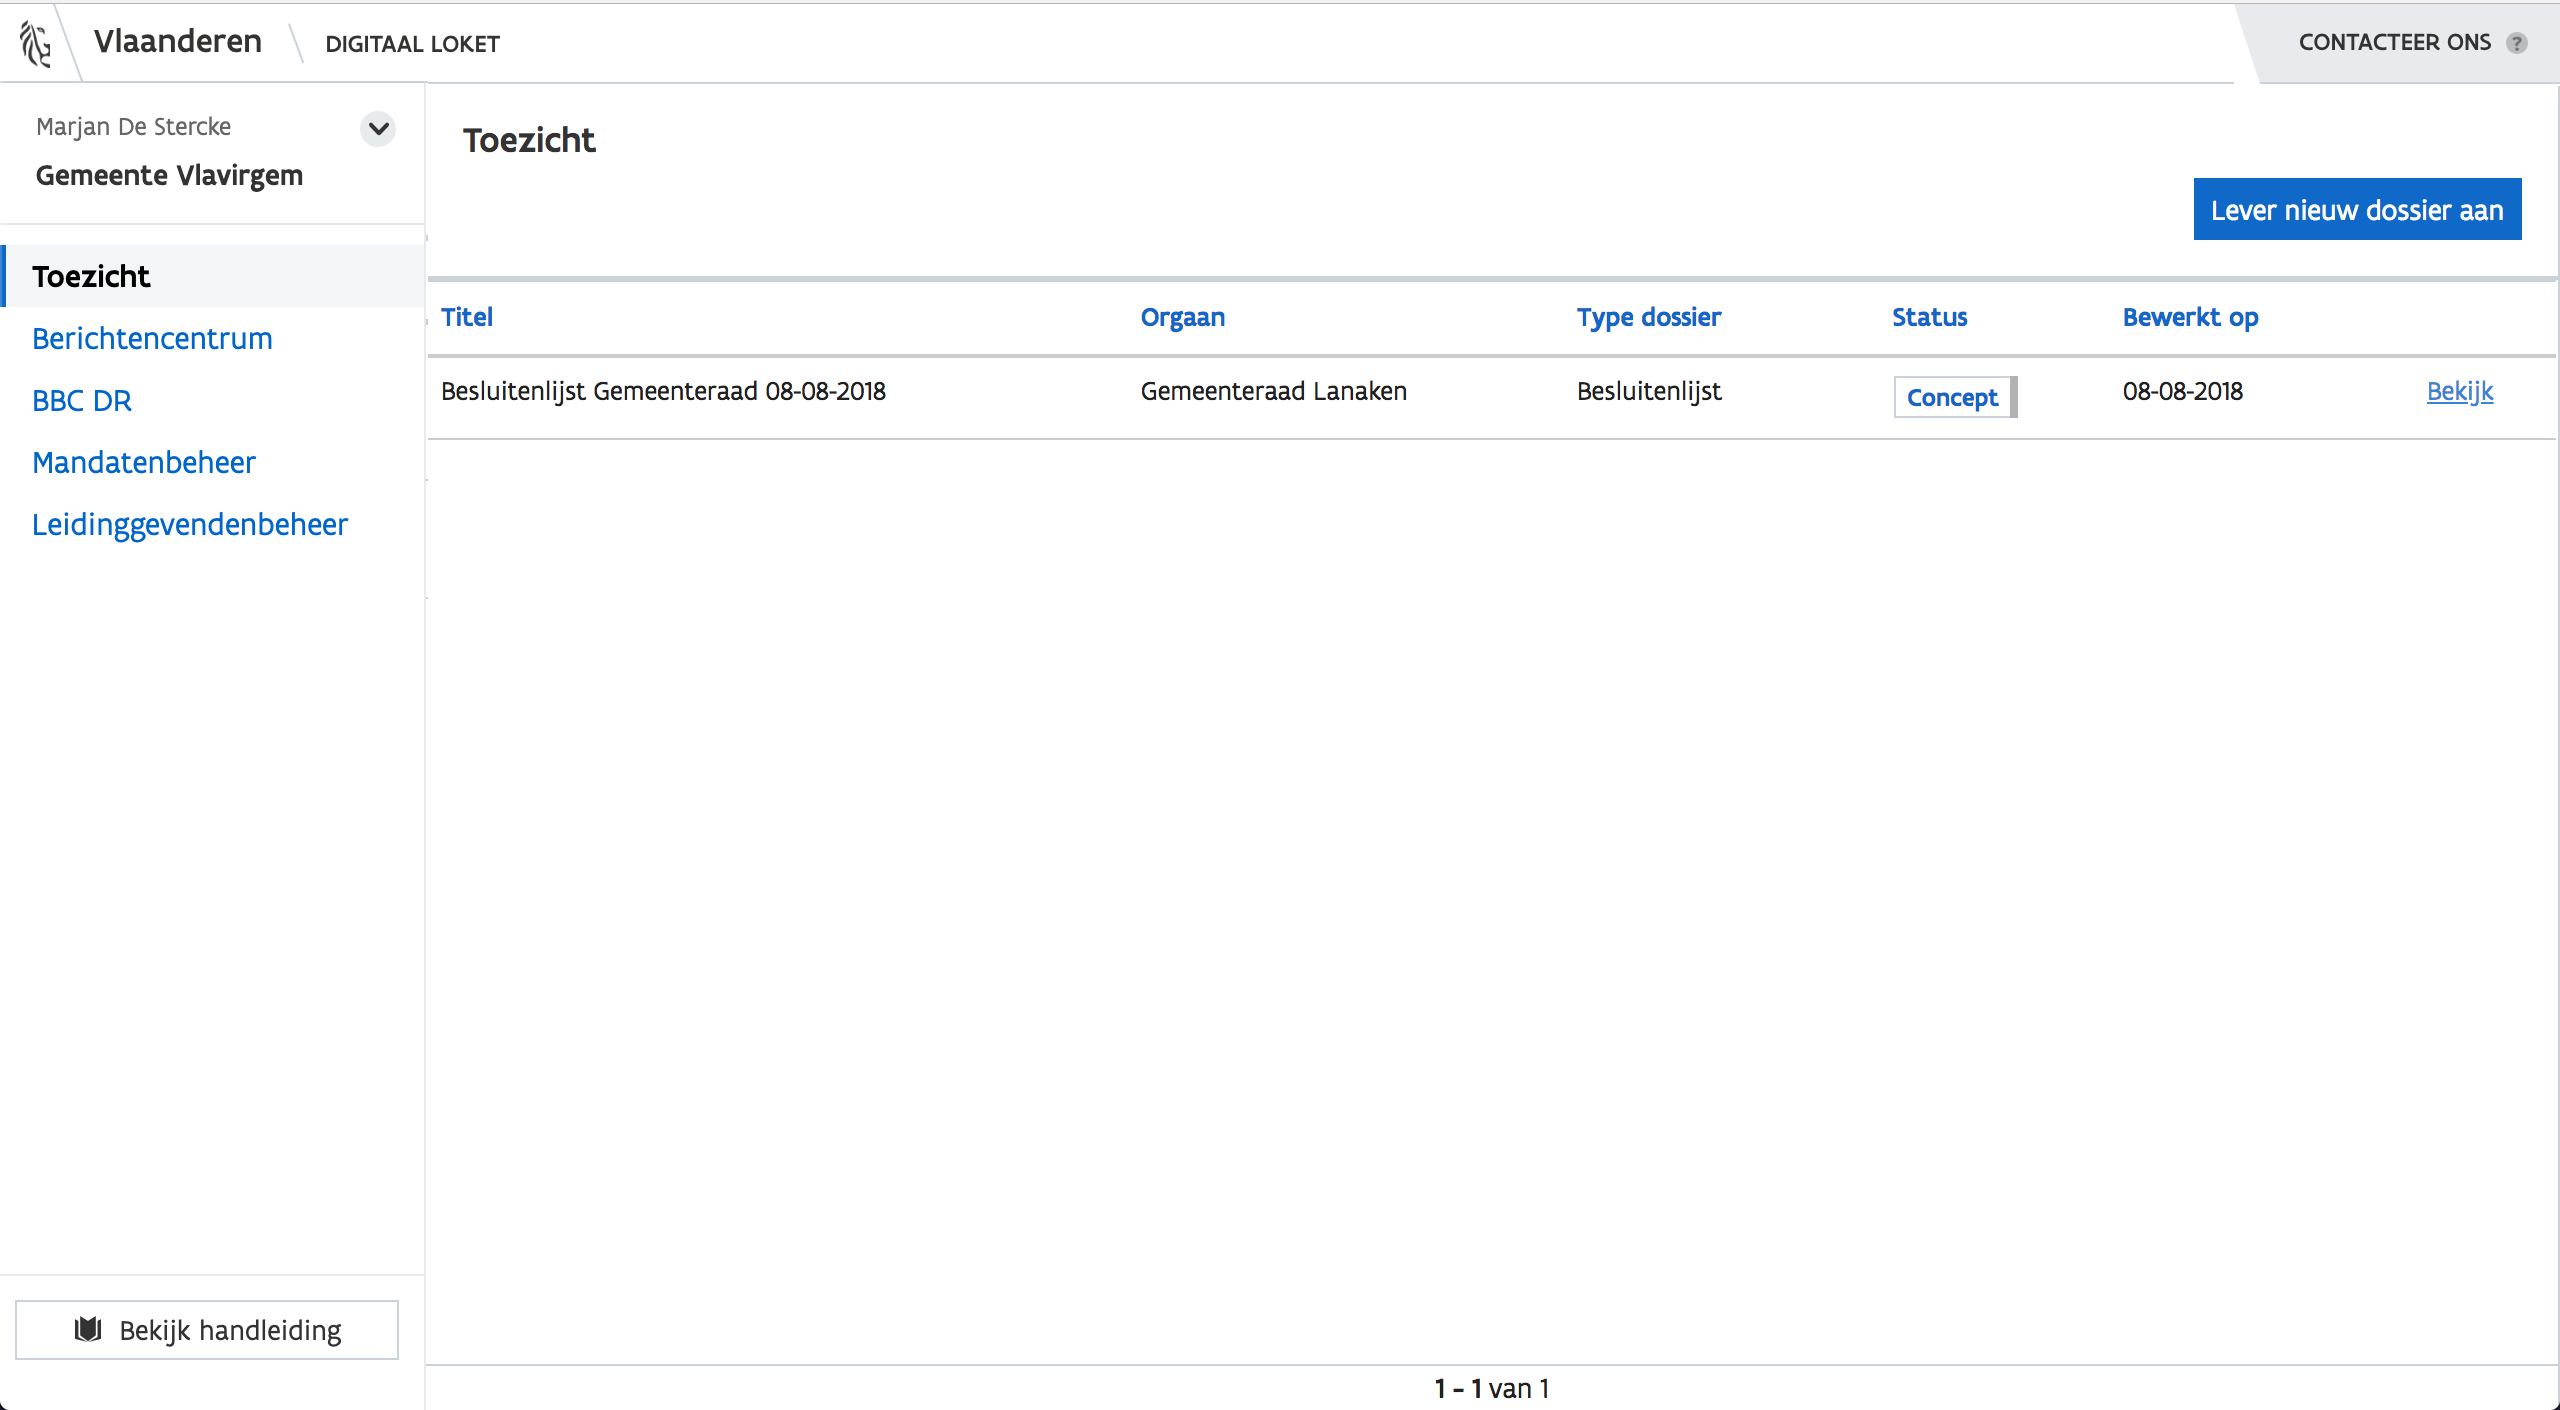 Vlaanderen
DIGITAAL LOKET
CONTACTEER ONS ?
Marjan De Stercke
Gemeente Vlavirgem
Toezicht
Berichtencentrum
BBC DR
Mandatenbeheer
Leidinggevendenbeheer
Bekijk handleiding
Toezicht
Lever nieuw dossier aan
Titel Orgaan Type dossier Status Bewerkt op
Besluitenlijst Gemeenteraad 08-08-2018 Gemeenteraad Lanaken Besluitenlijst Concept 08-08-2018 Bekijk
1 - 1 van 1